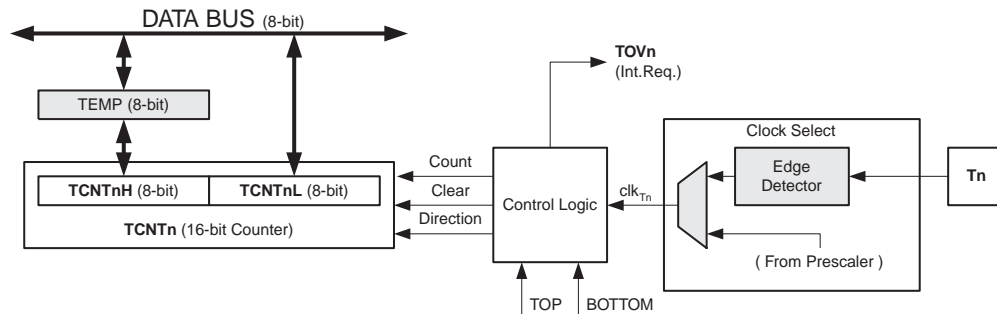 DATA BUS (8-bit)
TOVn
(Int.Req.)
TEMP (8-bit)
Clock Select
Count
Edge
Detector
TCNTnH (8-bit) TCNTnL (8-bit)
Clear
Control Logic
clkTn
Tn
Direction
TCNTn (16-bit Counter)
( From Prescaler )
TOP
BOTTOM